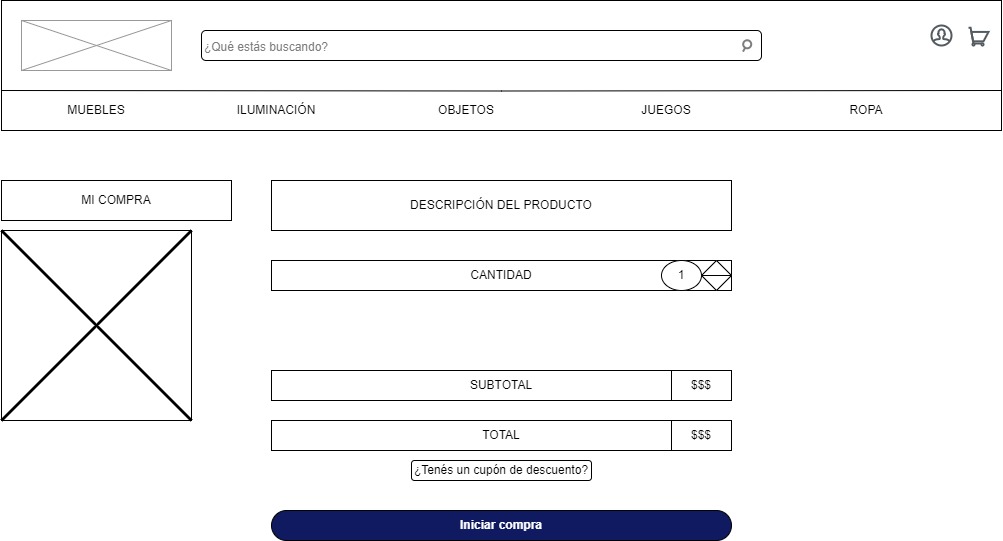 ¿Qué estás buscando?
MUEBLES ILUMINACIÓN OBJETOS JUEGOS ROPA
MI COMPRA
DESCRIPCIÓN DEL PRODUCTO
CANTIDAD 1
SUBTOTAL $$$
TOTAL $$$
¿Tenés un cupón de descuento?
Iniciar compra